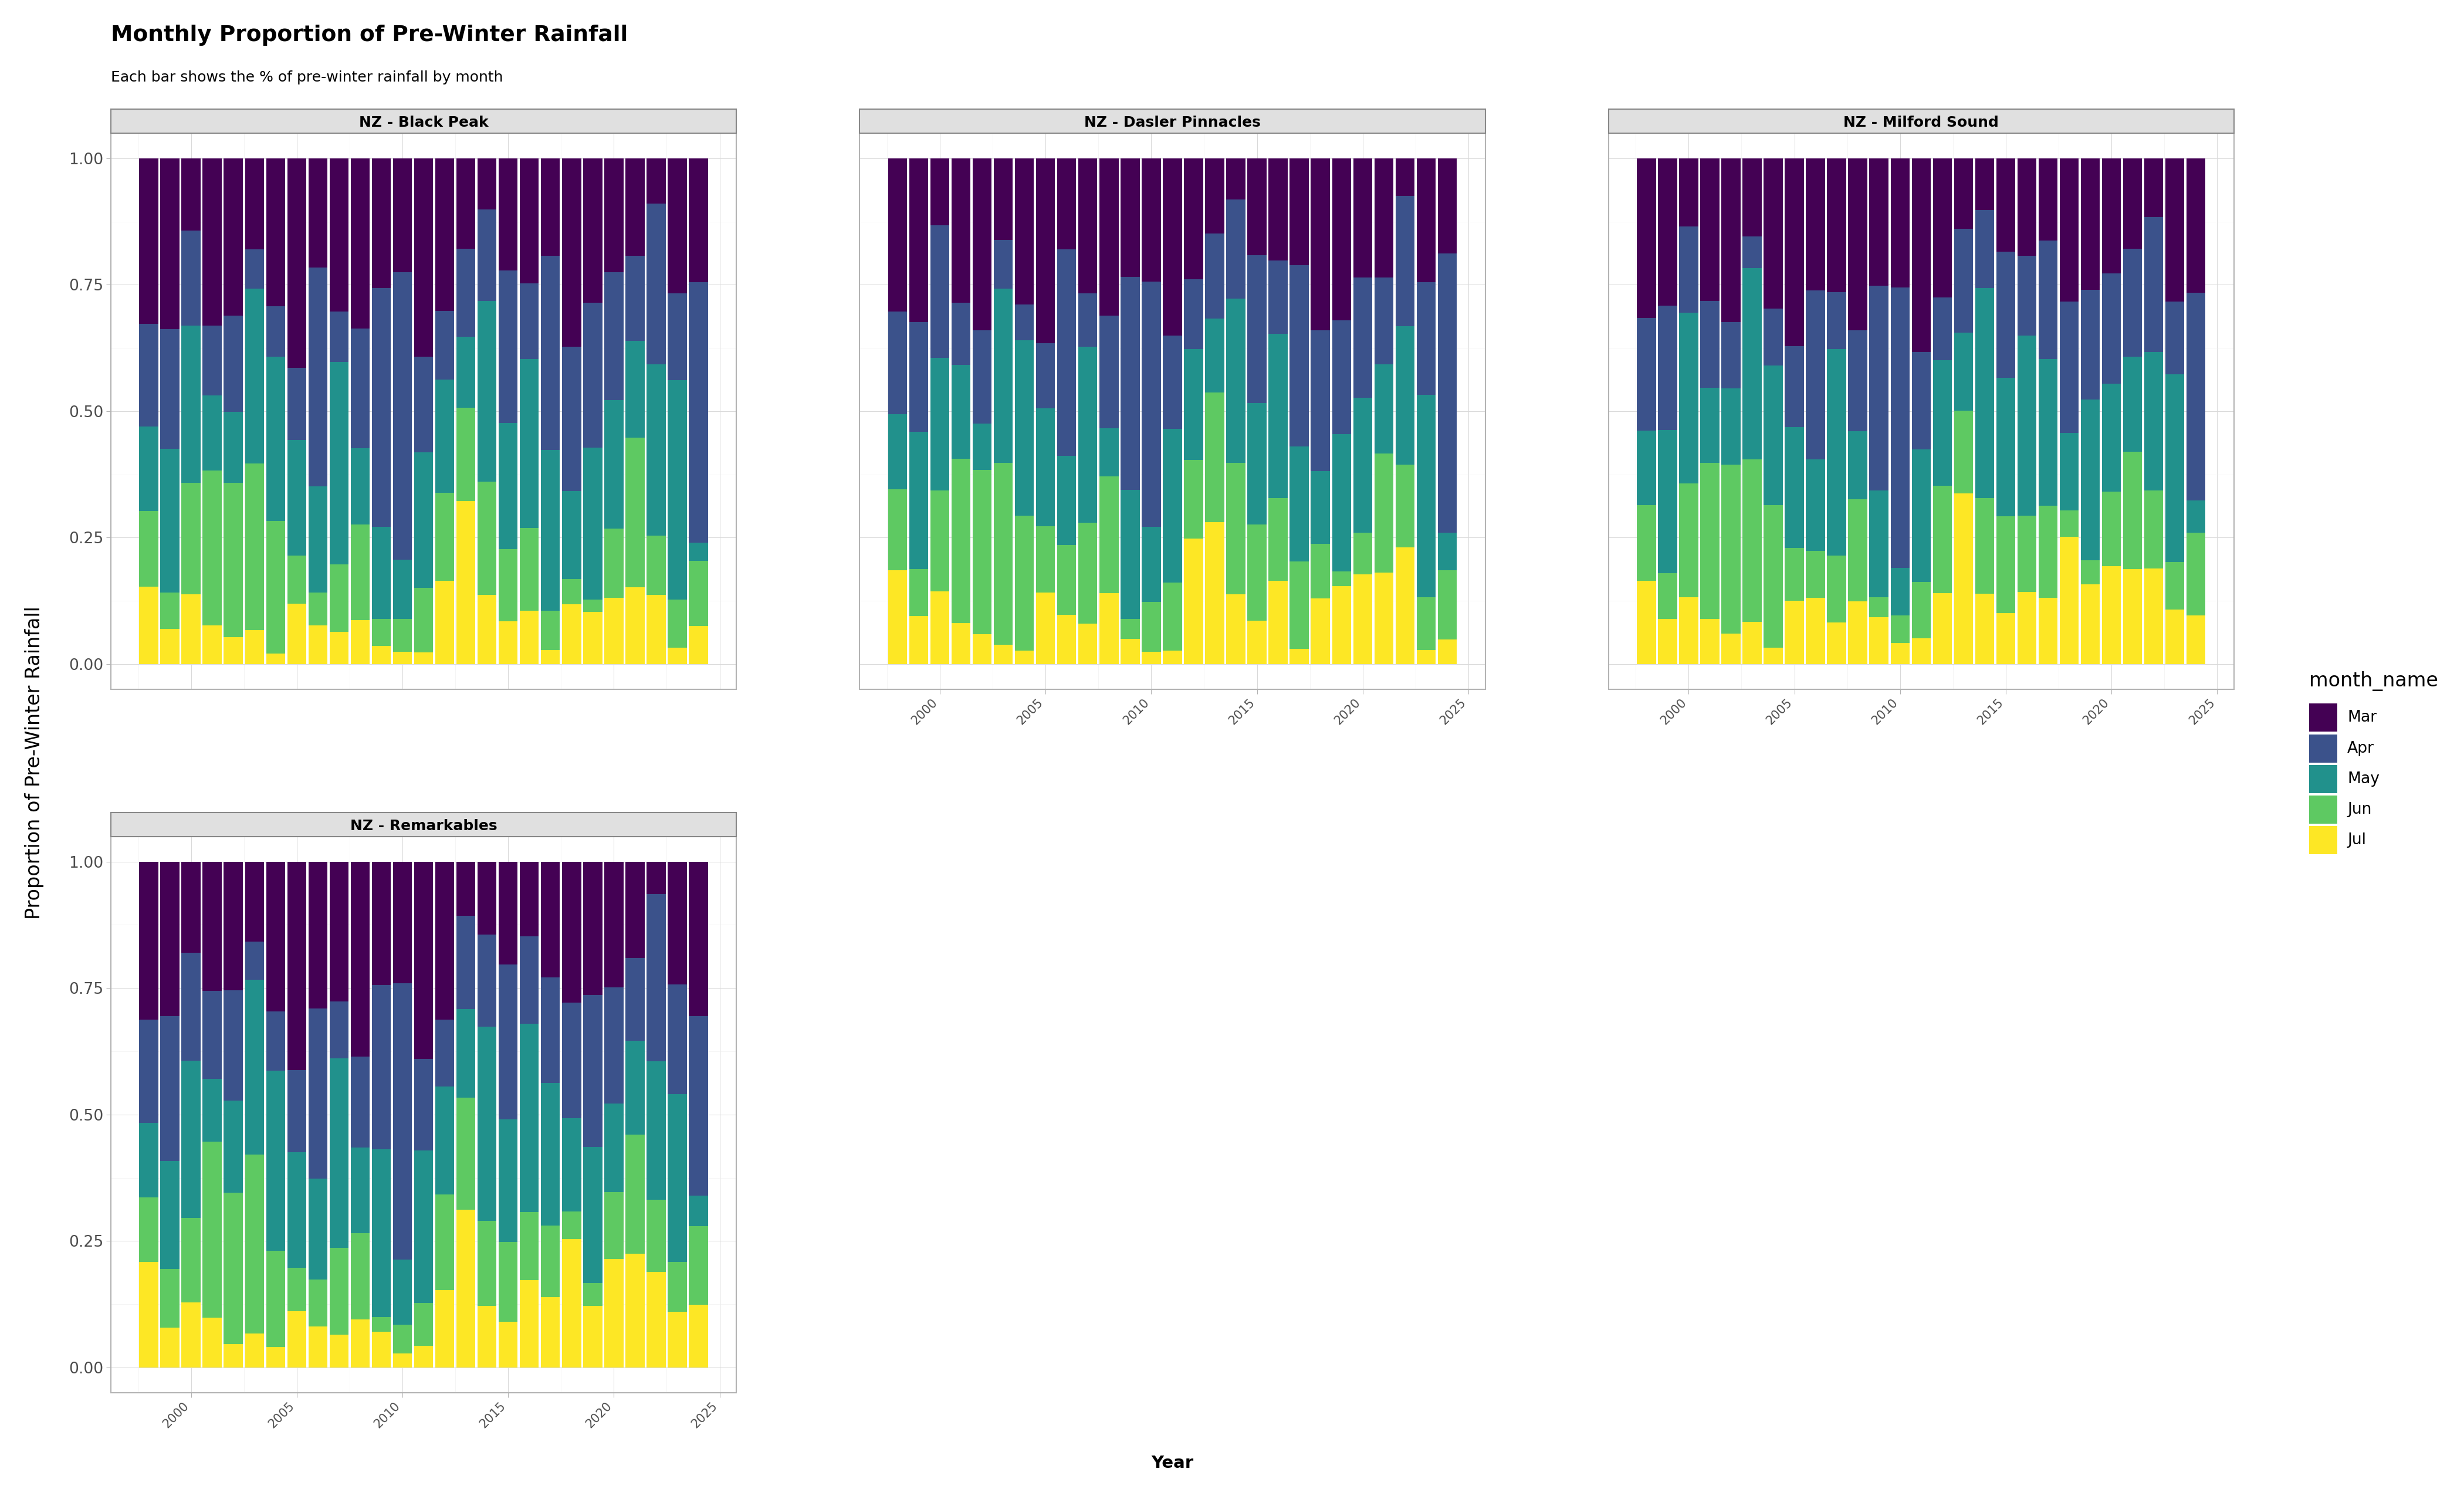 Monthly Proportion of Pre-Winter Rainfall
Each bar shows the % of pre-winter rainfall by month
NZ - Black Peak
NZ - Dasler Pinnacles
NZ - Milford Sound
1.00
0.75
0.50
0.25
0.00
2000
2005
2010
2015
2020
2025
2000
2005
2010
2015
2020
2025
NZ - Remarkables
1.00
0.75
0.50
0.25
0.00
2000
2005
2010
2015
2020
2025
Proportion of Pre-Winter Rainfall
Year
month_name
Mar
Apr
May
Jun
Jul